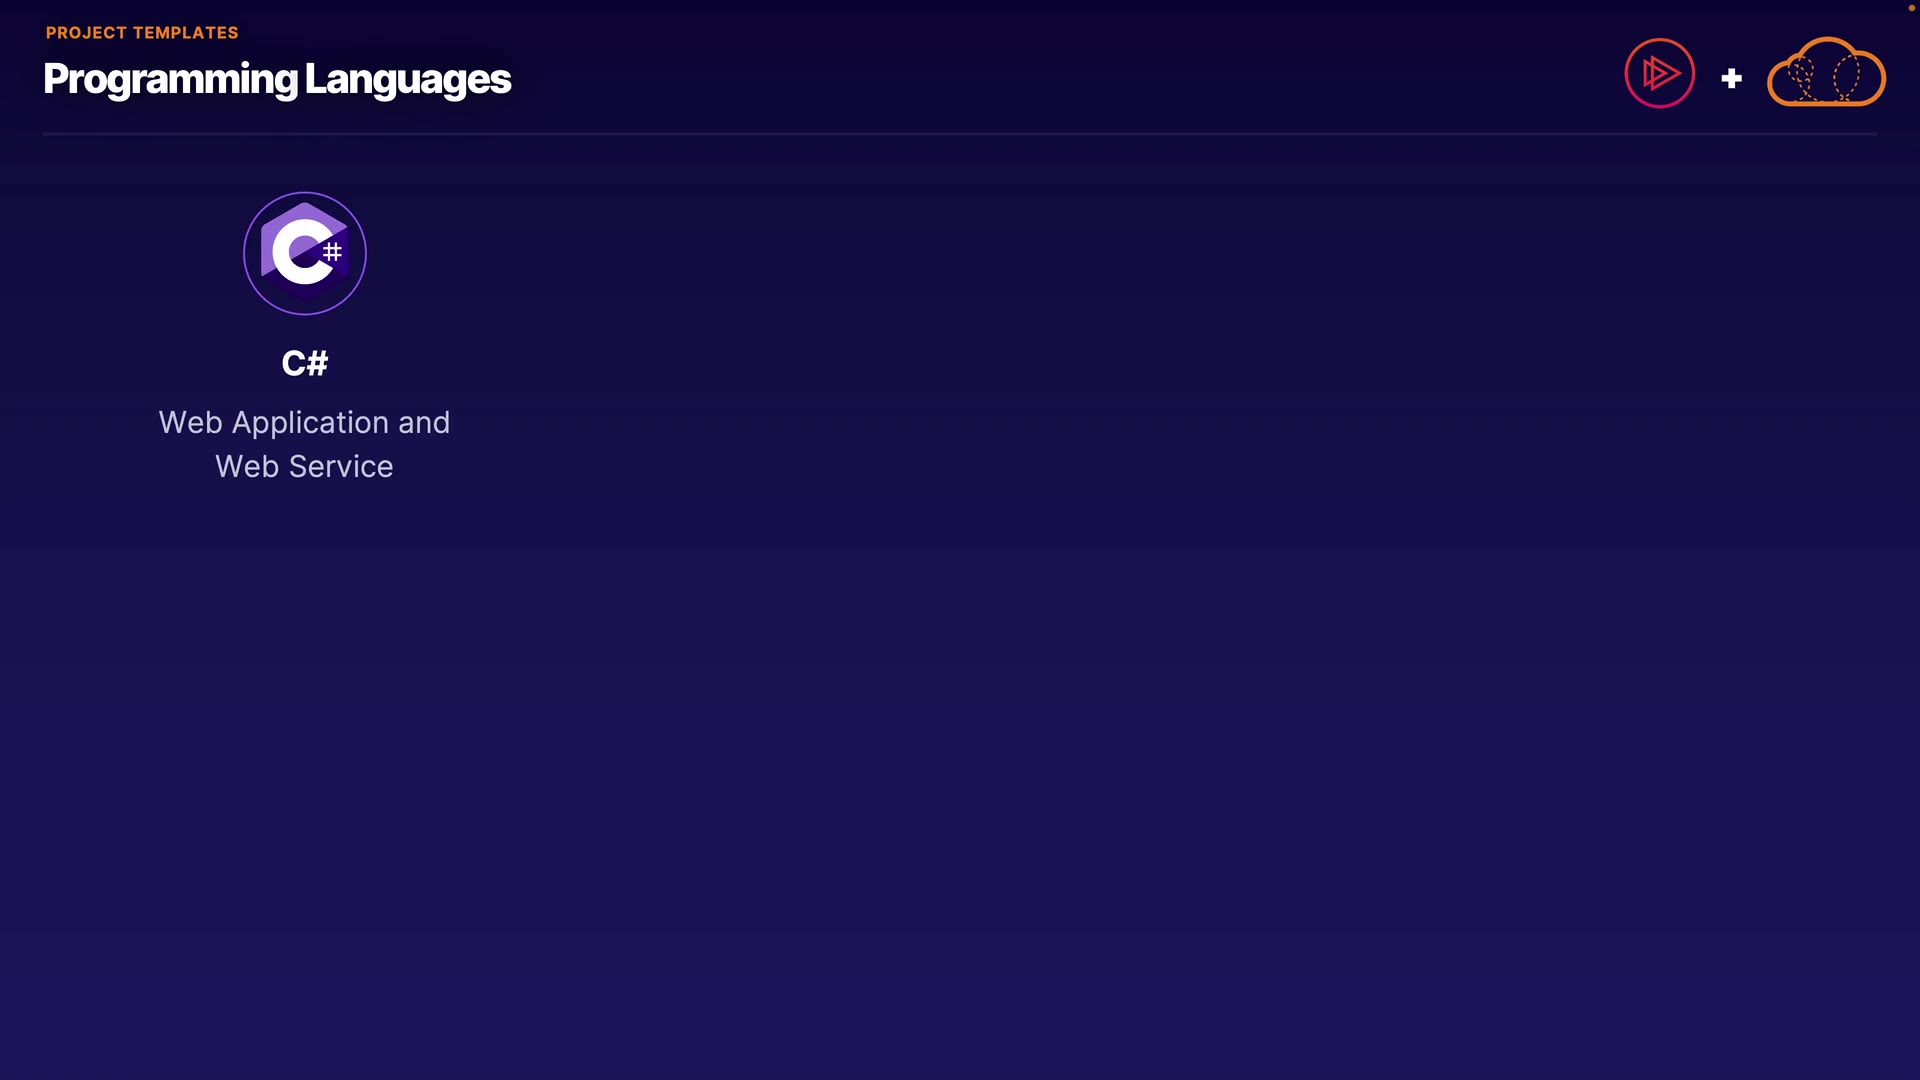 PROJECT TEMPLATES
Programming Languages
+
C#
C#
Web Application and
Web Service